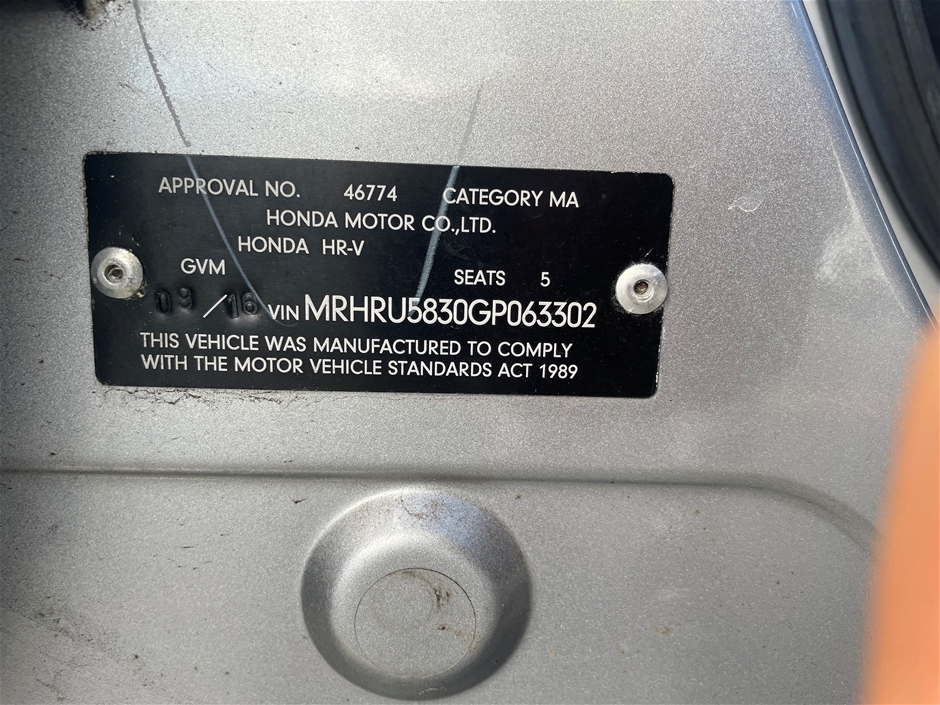 APPROVAL NO. 46774 CATEGORY MA
HONDA MOTOR CO.,LTD.
HONDA HR-V
GVM
SEATS 5
09/16 VIN MRHRU5830GP063302
THIS VEHICLE WAS MANUFACTURED TO COMPLY
WITH THE MOTOR VEHICLE STANDARDS ACT 1989